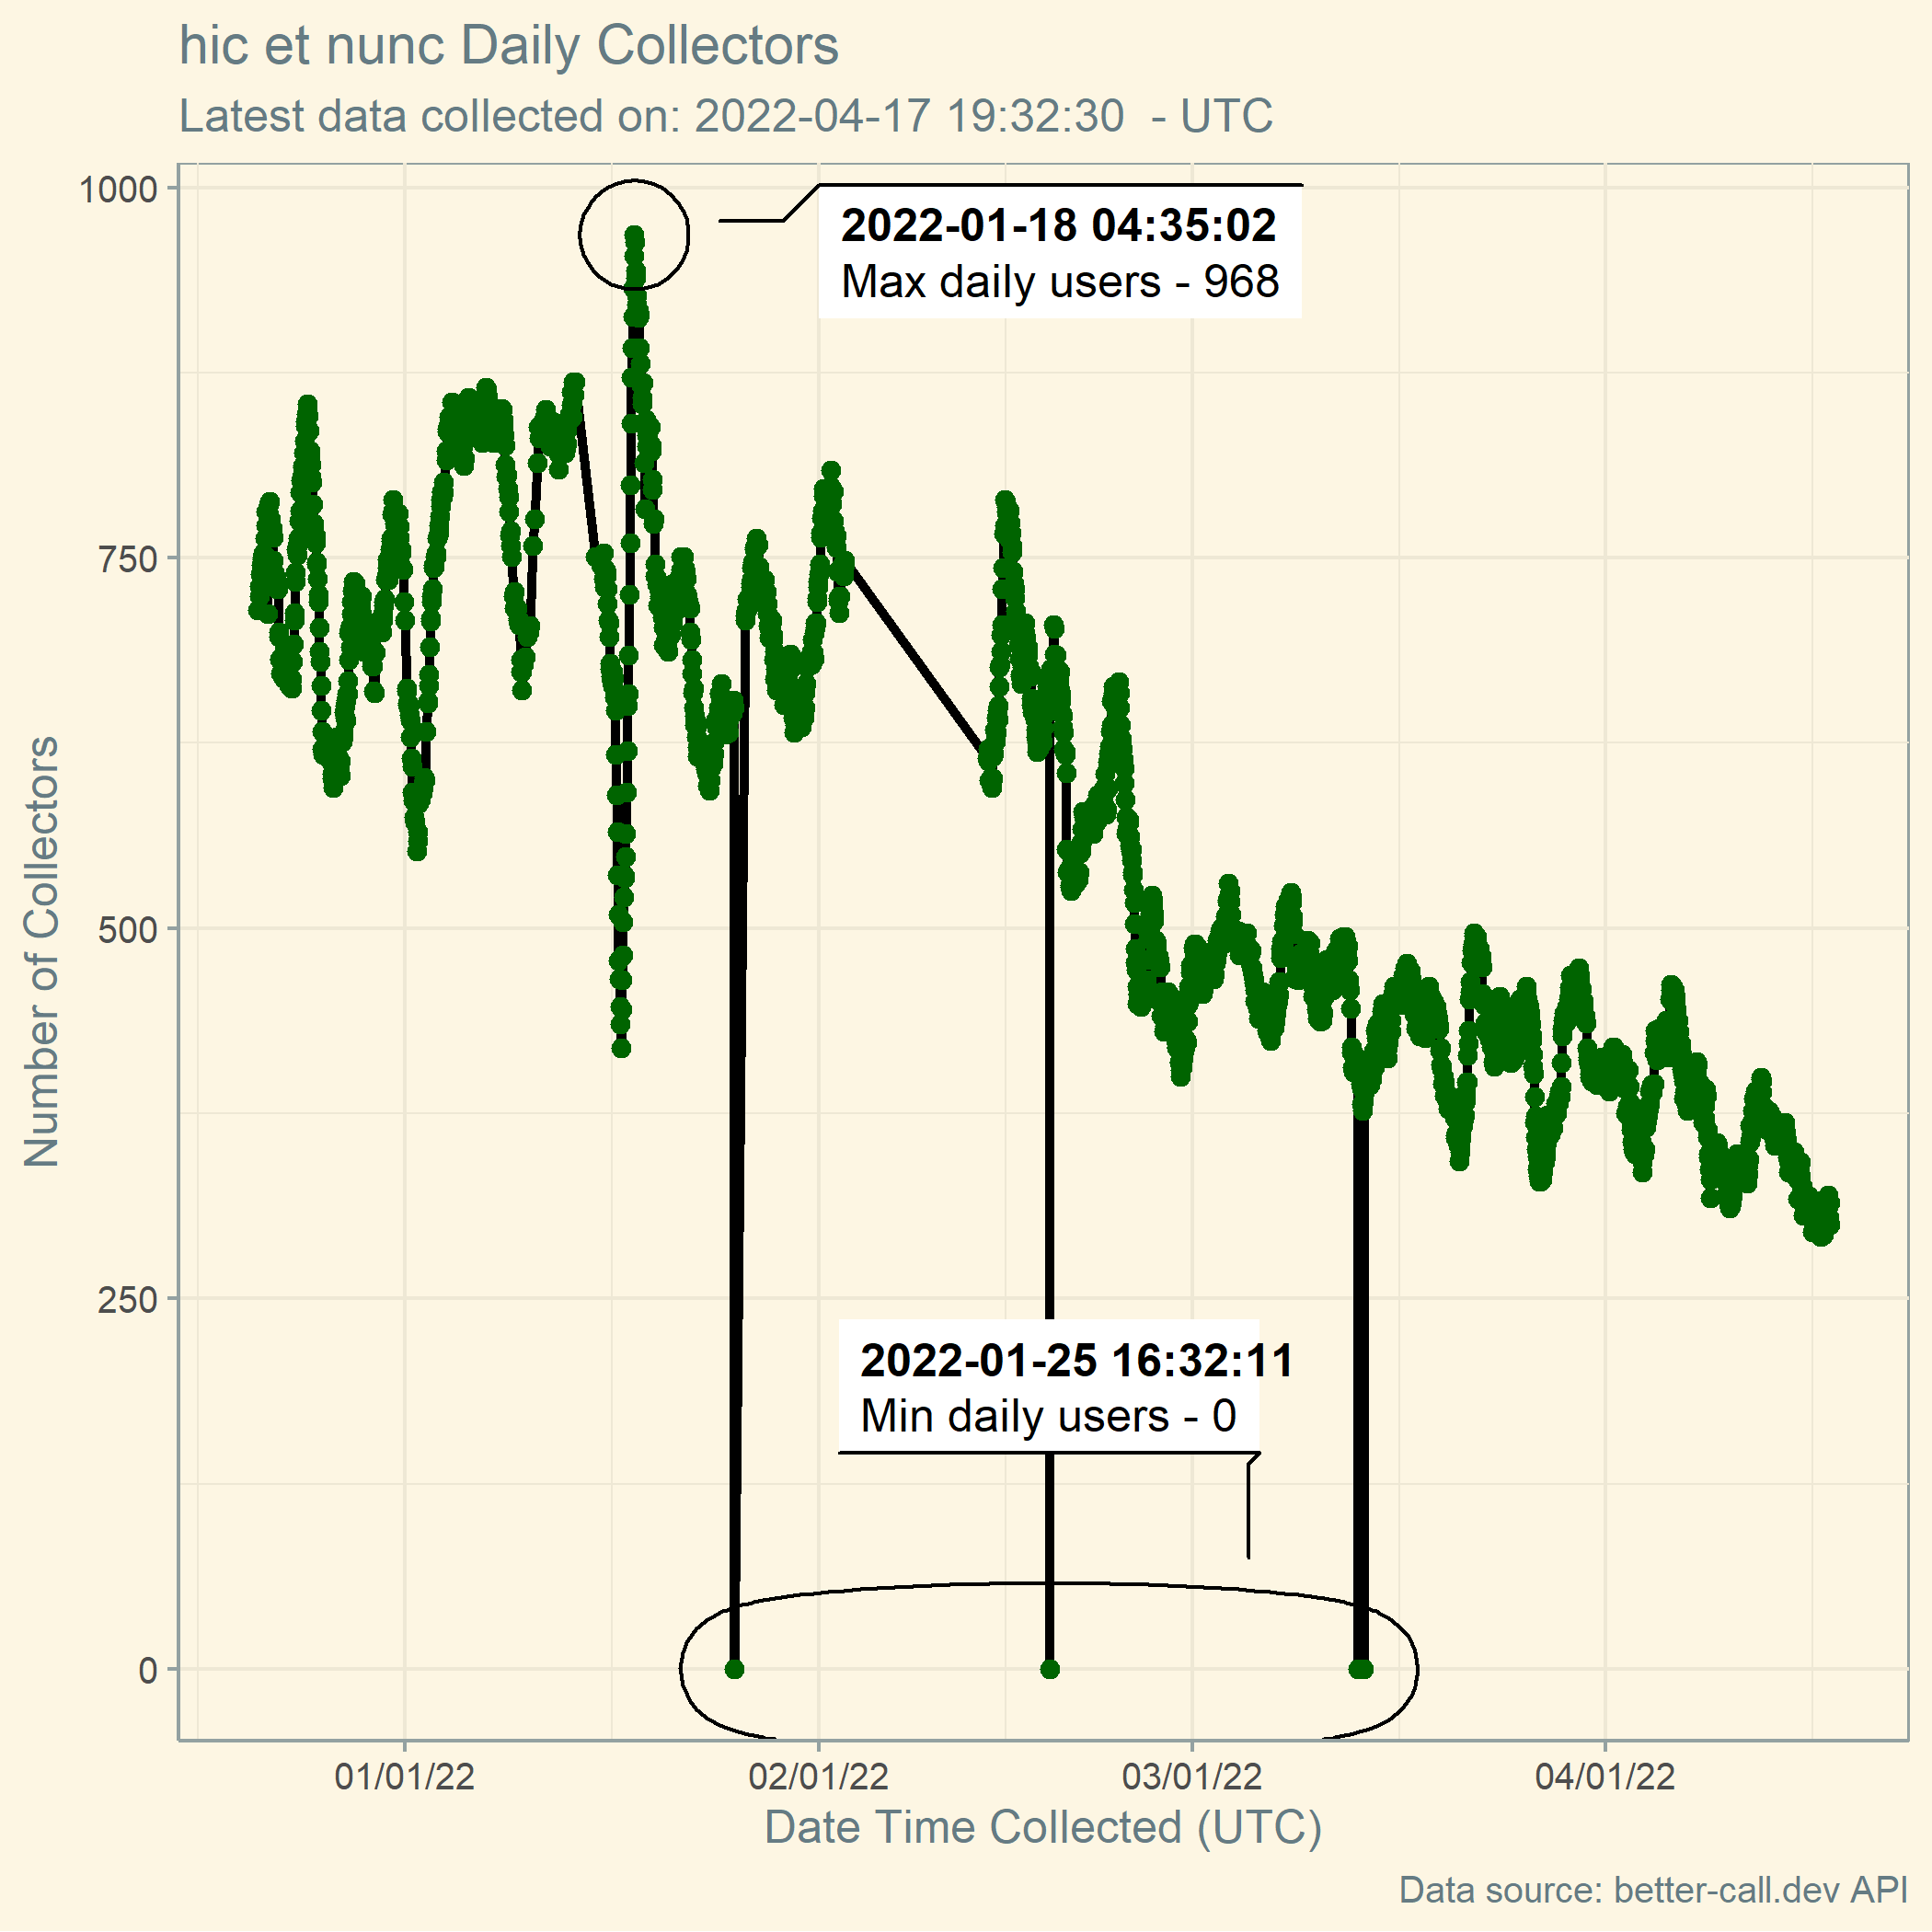 hic et nunc Daily Collectors
Latest data collected on: 2022-04-17 19:32:30  - UTC
1000
2022-01-18 04:35:02
Max daily users - 968
750
Number of Collectors
500
250
2022-01-25 16:32:11
Min daily users - 0
0
01/01/22 02/01/22 03/01/22 04/01/22
Date Time Collected (UTC)
Data source: better-call.dev API